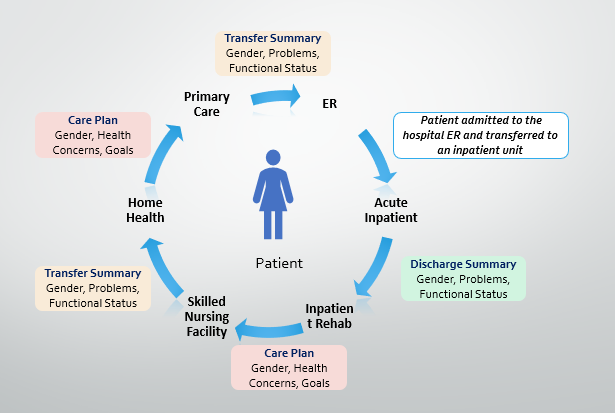 Transfer Summary
Gender, Problems,
Functional Status
Primary
Care
ER
Patient admitted to the
hospital ER and transferred to
an inpatient unit
Care Plan
Gender, Health
Concerns, Goals
Home
Health
Acute
Inpatient
Patient
Transfer Summary
Gender, Problems,
Functional Status
Discharge Summary
Gender, Problems,
Functional Status
Skilled
Nursing
Facility
Inpatien
t Rehab
Care Plan
Gender, Health
Concerns, Goals